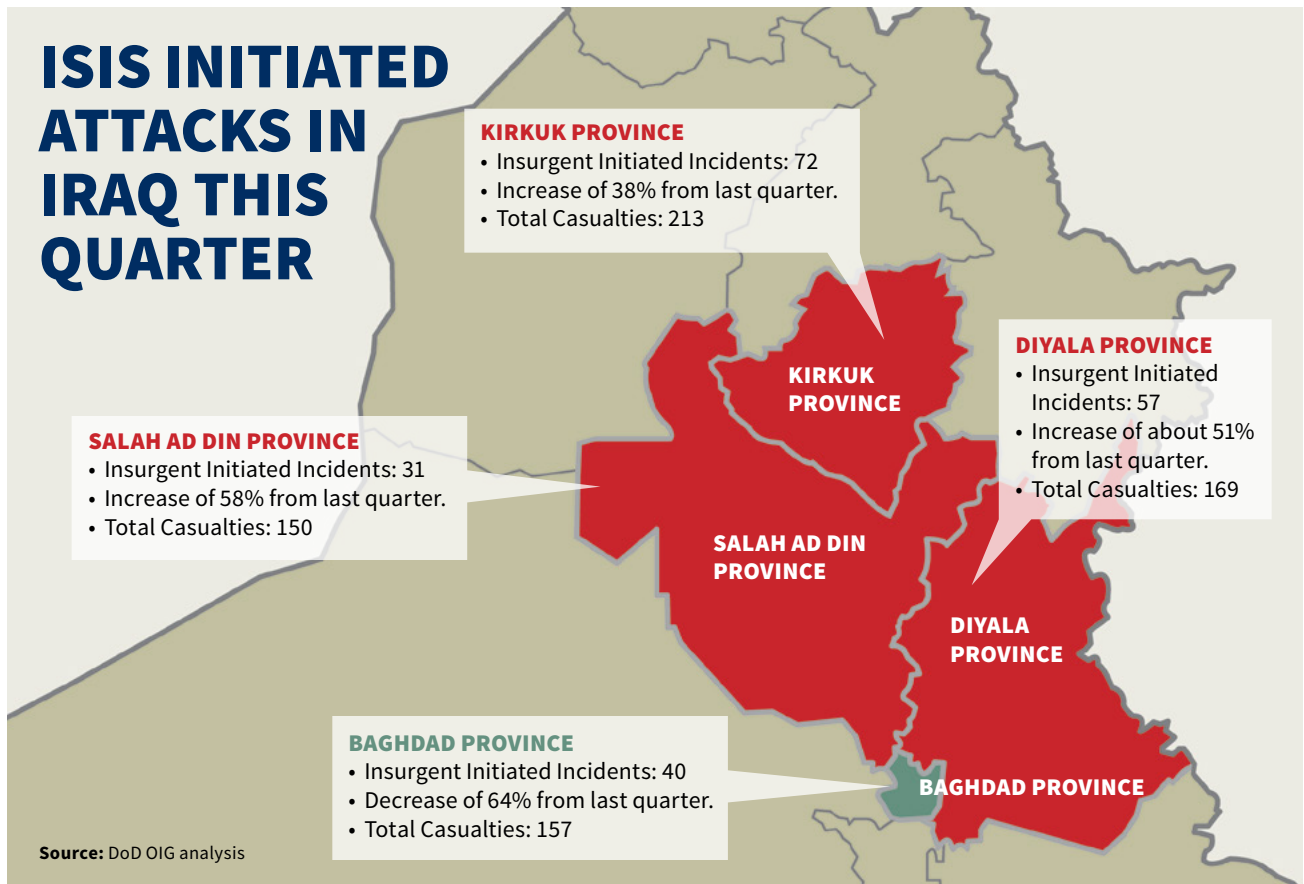 ISIS INITIATED
ATTACKS IN
IRAQ THIS
QUARTER
KIRKUK PROVINCE
• Insurgent Initiated Incidents: 72
• Increase of 38% from last quarter.
• Total Casualties: 213
KIRKUK
PROVINCE
DIYALA PROVINCE
• Insurgent Initiated
Incidents: 57
• Increase of about 51%
from last quarter.
• Total Casualties: 169
SALAH AD DIN PROVINCE
• Insurgent Initiated Incidents: 31
• Increase of 58% from last quarter.
• Total Casualties: 150
SALAH AD DIN
PROVINCE
DIYALA
PROVINCE
BAGHDAD PROVINCE
• Insurgent Initiated Incidents: 40
• Decrease of 64% from last quarter.
• Total Casualties: 157
BAGHDAD PROVINCE
Source: DoD OIG analysis